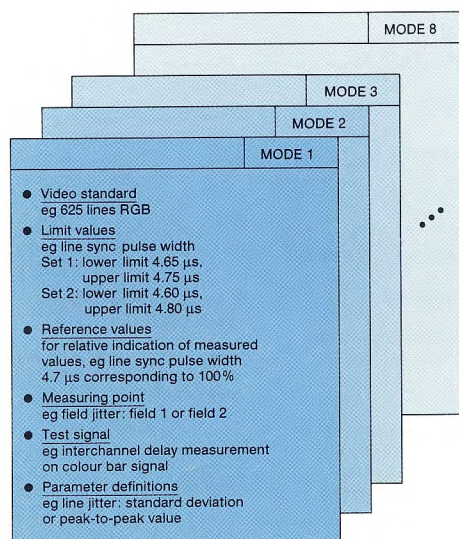 MODE 8
MODE 3
MODE 2
MODE 1
● Video standard
eg 625 lines RGB
● Limit values
eg line sync pulse width
Set 1: lower limit 4.65 µs,
upper limit 4.75 µs
Set 2: lower limit 4.60 µs,
upper limit 4.80 µs
● Reference values
for relative indication of measured
values, eg line sync pulse width
4.7 µs corresponding to 100%
● Measuring point
eg field jitter: field 1 or field 2
● Test signal
eg interchannel delay measurement
on colour bar signal
● Parameter definitions
eg line jitter: standard deviation
or peak-to-peak value